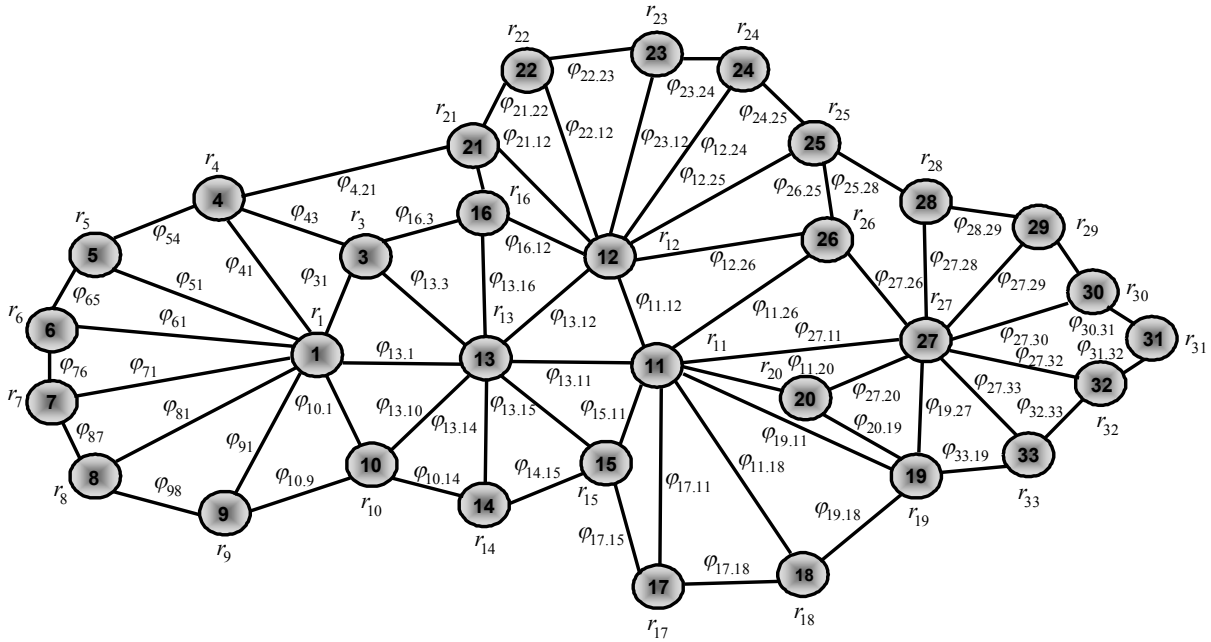 r₂₃
r₂₂
r₂₄
23
22
24
φ₂₂.₂₃
φ₂₃.₂₄
r₂₁
φ₂₁.₂₂
φ₂₄.₂₅
r₂₅
21
φ₂₁.₁₂
φ₂₂.₁₂
φ₂₃.₁₂
φ₁₂.₂₄
25
r₄
φ₁₂.₂₅
φ₂₆.₂₅
φ₂₅.₂₈
r₂₈
4
φ₄.₂₁
r₁₆
28
r₅
φ₄₃
r₃
φ₁₆.₃
16
r₂₆
φ₂₈.₂₉
29
r₂₉
φ₅₄
φ₁₆.₁₂
r₁₂
26
5
φ₄₁
3
12
φ₁₂.₂₆
φ₅₁
φ₃₁
φ₁₃.₃
φ₁₃.₁₆
φ₂₇.₂₆
φ₂₇.₂₈
φ₂₇.₂₉
φ₆₅
φ₁₁.₁₂
φ₁₁.₂₆
30
r₃₀
r₆
6
φ₆₁
r₁
r₁₃
φ₁₃.₁₂
r₂₇
φ₃₀.₃₁
φ₂₇.₁₁
φ₂₇.₃₀
31
r₃₁
1
φ₁₃.₁
13
r₁₁
27
φ₃₁.₃₂
φ₇₆
φ₇₁
φ₁₃.₁₁
11
r₂₀
φ₁₁.₂₀
φ₂₇.₃₂
r₇
7
φ₁₃.₁₅
φ₂₇.₂₀
φ₂₇.₃₃
32
φ₈₁
φ₁₀.₁
φ₁₃.₁₀
φ₁₅.₁₁
20
φ₁₉.₂₇
φ₃₂.₃₃
r₃₂
φ₈₇
φ₉₁
φ₁₃.₁₄
φ₁₉.₁₁
φ₂₀.₁₉
8
10
φ₁₀.₁₄
φ₁₄.₁₅
15
φ₁₁.₁₈
φ₃₃.₁₉
33
r₈
φ₉₈
φ₁₀.₉
r₁₅
φ₁₇.₁₁
19
r₃₃
9
r₁₀
14
r₁₉
r₉
r₁₄
φ₁₇.₁₅
φ₁₉.₁₈
φ₁₇.₁₈
17
18
r₁₇
r₁₈